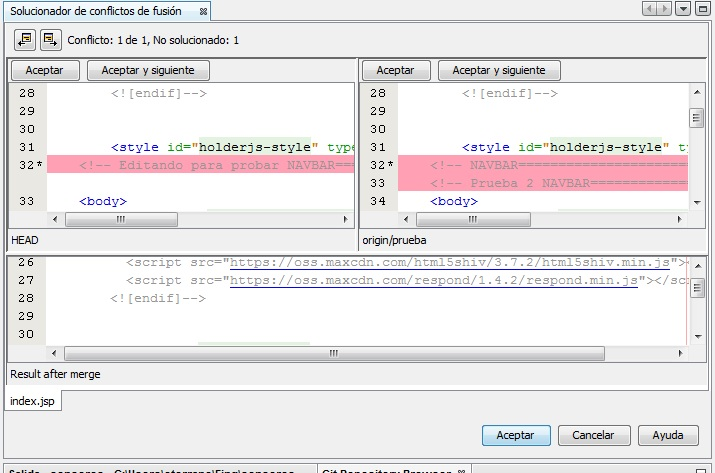 Solucionador de conflictos de fusión
Conflicto: 1 de 1, No solucionado: 1
Aceptar
Aceptar y siguiente
28 <![endif]-->
29
30
31 <style id="holderjs-style" type
32* <!-- Editando para probar NAVBAR===
33 <body>
HEAD
Aceptar
Aceptar y siguiente
28 <![endif]-->
29
30
31 <style id="holderjs-style" ty
32* <!-- NAVBAR======================
33 <!-- Prueba 2 NAVBAR=============
34 <body>
origin/prueba
26 <script src="https://oss.maxcdn.com/html5shiv/3.7.2/html5shiv.min.js"><
27 <script src="https://oss.maxcdn.com/respond/1.4.2/respond.min.js"></scr
28 <![endif]-->
29
30
Result after merge
index.jsp
Aceptar
Cancelar
Ayuda
Git Repository Browser